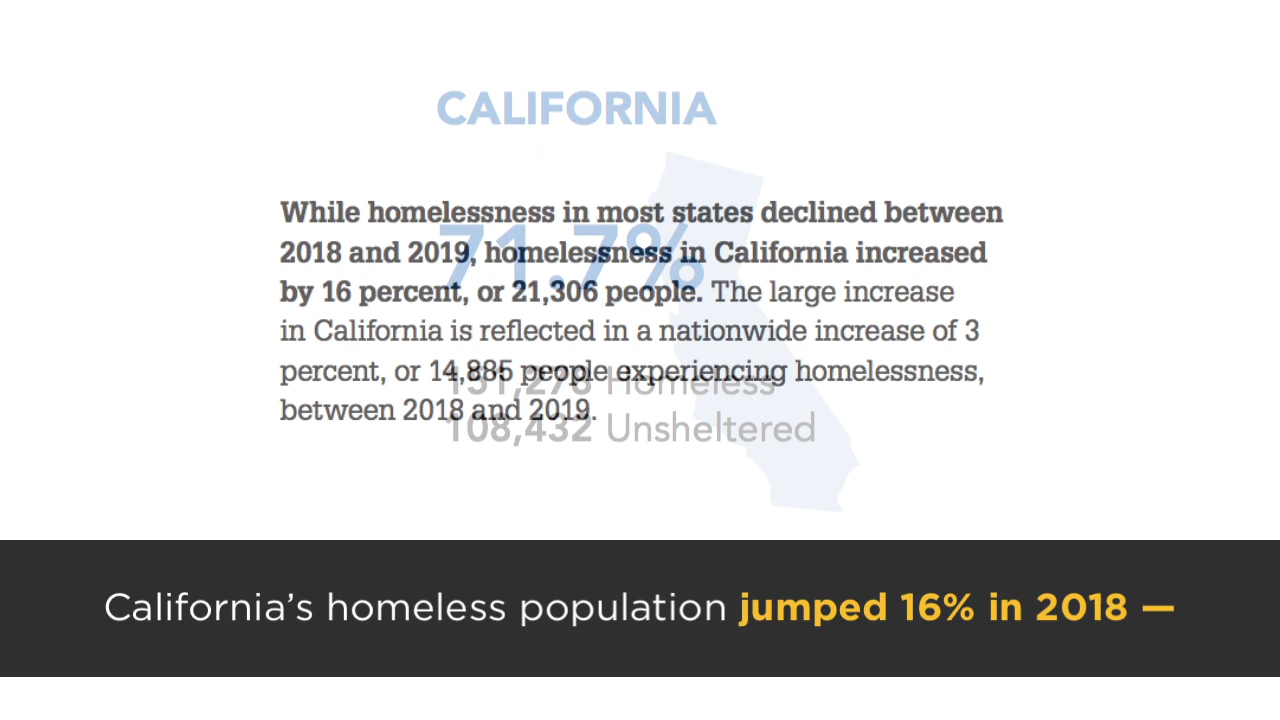 CALIFORNIA
While homelessness in most states declined between
2018 and 2019, homelessness in California increased
71.7%
by 16 percent, or 21,306 people. The large increase
in California is reflected in a nationwide increase of 3
percent, or 14,885 people experiencing homelessness,
Homeless
between 2018 and 2019.
108,432 Unsheltered
California’s homeless population jumped 16% in 2018 —